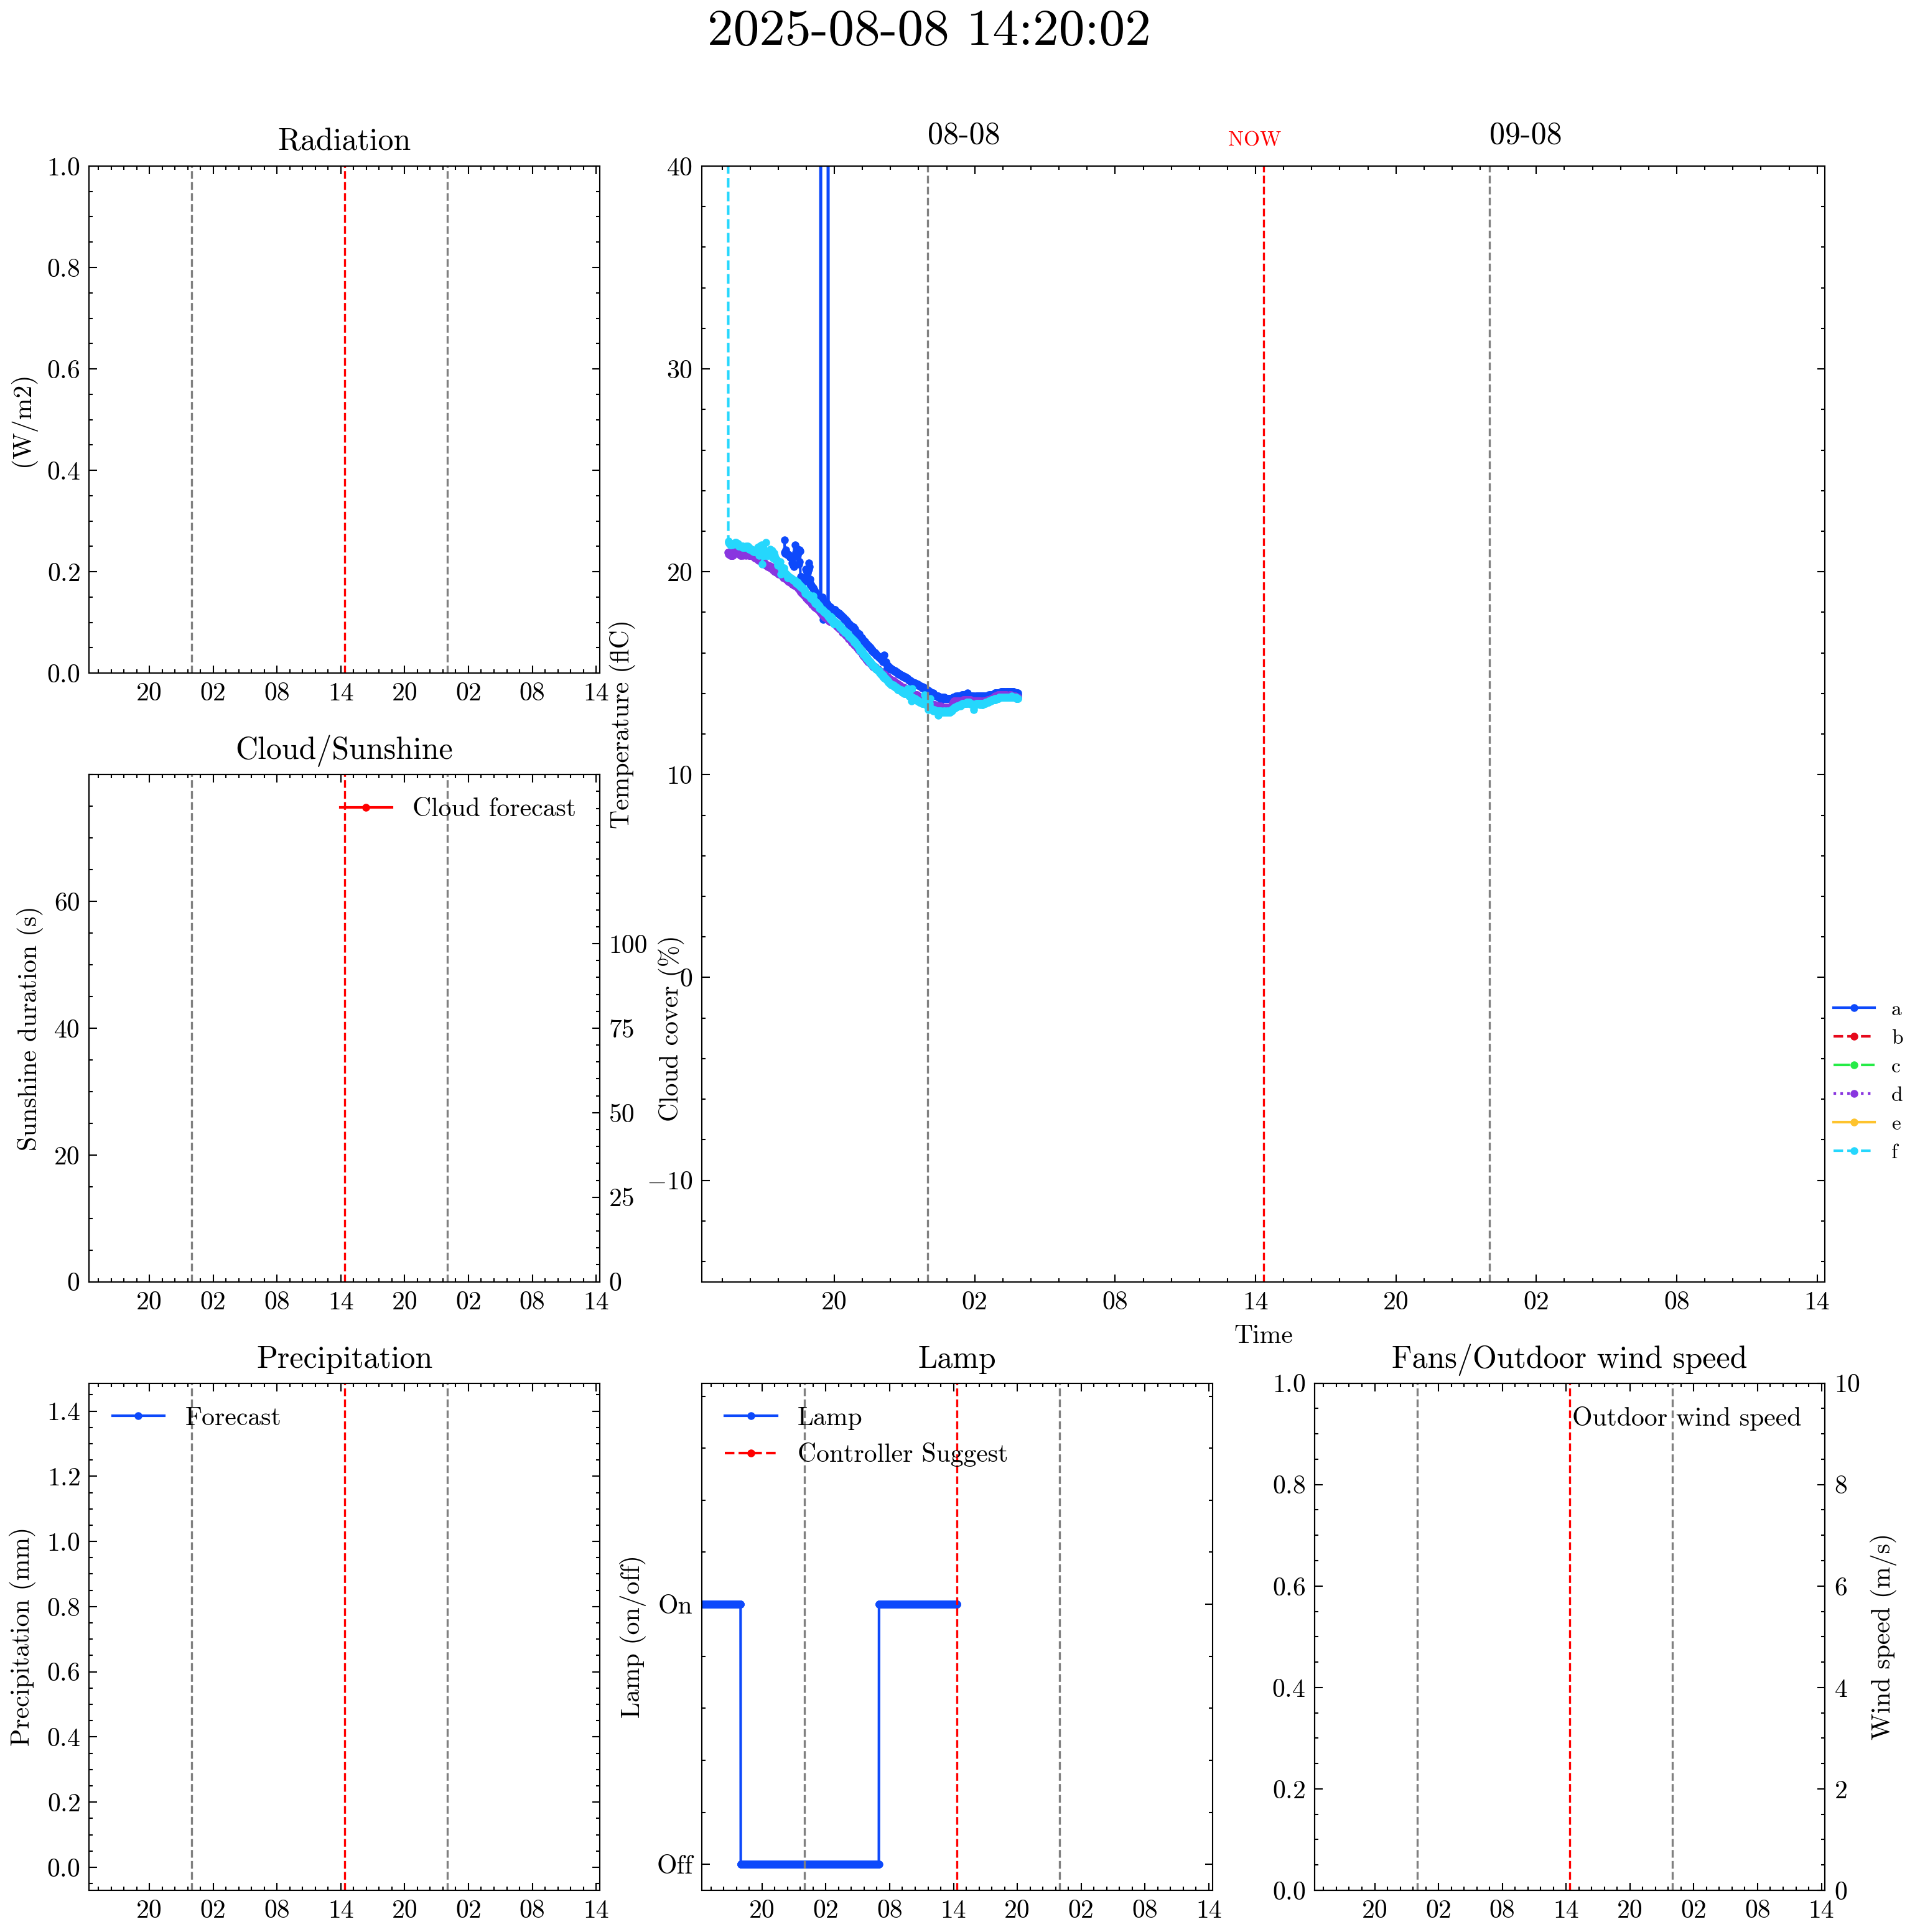 2025-08-08 14:20:02
Radiation
1.0
0.8
0.6
0.4
0.2
0.0
(W/m2)
20 02 08 14 20 02 08 14
08-08
NOW
09-08
40
30
20
10
0
−10
Temperature (flC)
20 02 08 14 20 02 08 14
Time
a
b
c
d
e
f
Cloud/Sunshine
Cloud forecast
60
40
20
0
Sunshine duration (s)
100
75
50
25
0
Cloud cover (%)
20 02 08 14 20 02 08 14
Precipitation
Forecast
1.4
1.2
1.0
0.8
0.6
0.4
0.2
0.0
Precipitation (mm)
20 02 08 14 20 02 08 14
Lamp
Lamp
Controller Suggest
On
Off
Lamp (on/off)
20 02 08 14 20 02 08 14
Fans/Outdoor wind speed
Outdoor wind speed
1.0
0.8
0.6
0.4
0.2
0.0
10
8
6
4
2
0
Wind speed (m/s)
20 02 08 14 20 02 08 14